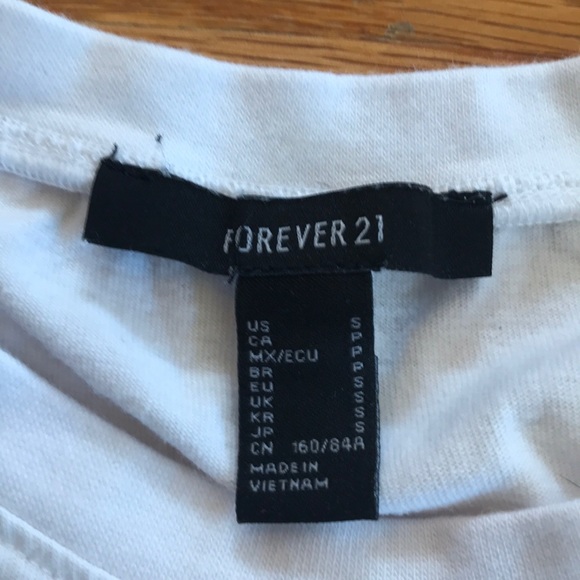 FOREVER 21
US S
CA P
MX/ECU P
BR P
EU S
UK S
KR S
JP S
CN 160/84A
MADE IN
VIETNAM